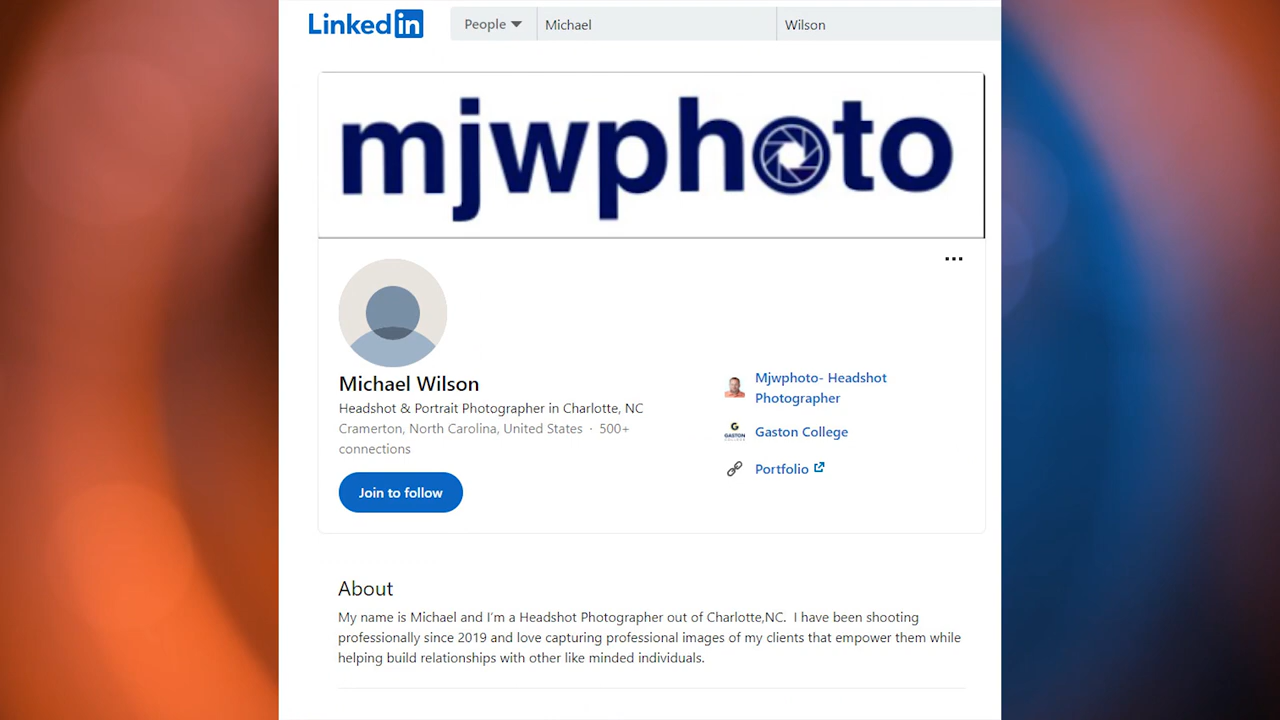 LinkedIn People Michael Wilson
mjwphoto
Michael Wilson
Headshot & Portrait Photographer in Charlotte, NC
Cramerton, North Carolina, United States · 500+
connections
Join to follow
Mjwphoto- Headshot
Photographer
GASTON
Gaston College
Portfolio
About
My name is Michael and I'm a Headshot Photographer out of Charlotte,NC. I have been shooting
professionally since 2019 and love capturing professional images of my clients that empower them while
helping build relationships with other like minded individuals.